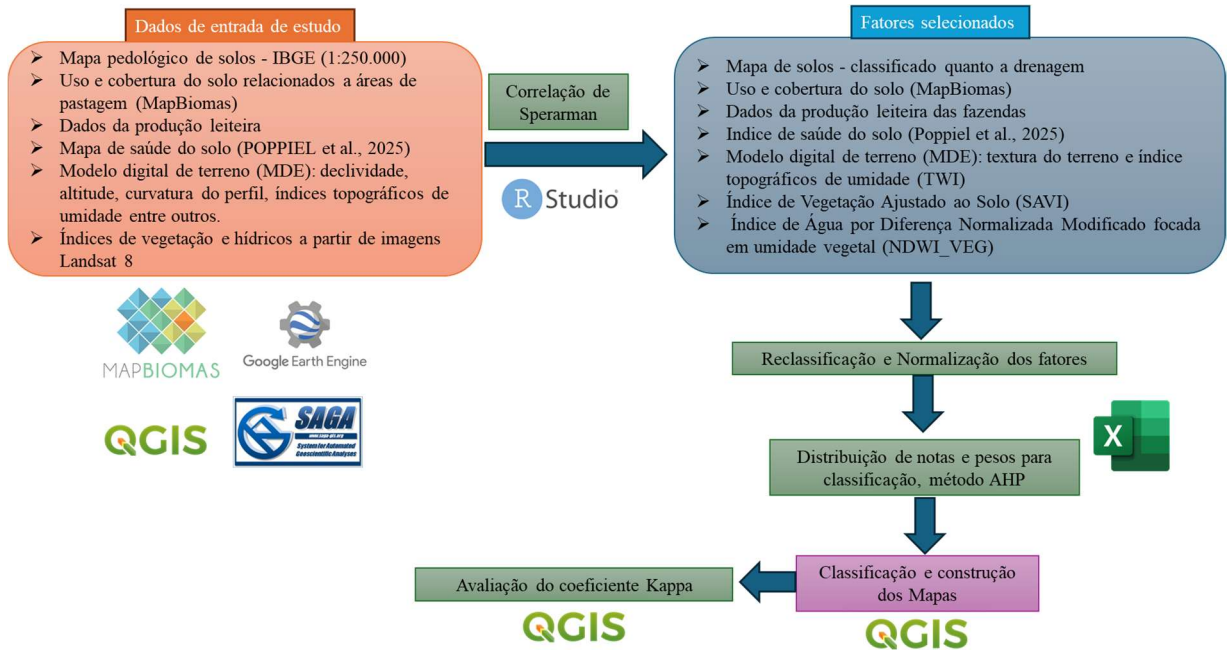 Dados de entrada de estudo
➢ Mapa pedológico de solos - IBGE (1:250.000)
➢ Uso e cobertura do solo relacionados a áreas de
pastagem (MapBiomas)
➢ Dados da produção leiteira
➢ Mapa de saúde do solo (POPPIEL et al., 2025)
➢ Modelo digital de terreno (MDE): declividade,
altitude, curvatura do perfil, índices topográficos de
umidade entre outros.
➢ Índices de vegetação e hídricos a partir de imagens
Landsat 8
MAPBIOMAS
Google Earth Engine
QGIS
SAGA
www.saga-gis.org
System for Automated
Geoscientific Analyses
Correlação de
Sperarman
R Studio®
Fatores selecionados
➢ Mapa de solos - classificado quanto a drenagem
➢ Uso e cobertura do solo (MapBiomas)
➢ Dados da produção leiteira das fazendas
➢ Indice de saúde do solo (Poppiel et al., 2025)
➢ Modelo digital de terreno (MDE): textura do terreno e índice
topográficos de umidade (TWI)
➢ Índice de Vegetação Ajustado ao Solo (SAVI)
➢ Índice de Água por Diferença Normalizada Modificado focada
em umidade vegetal (NDWI_VEG)
Reclassificação e Normalização dos fatores
X
Distribuição de notas e pesos para
classificação, método AHP
Classificação e construção
dos Mapas
QGIS
Avaliação do coeficiente Kappa
QGIS